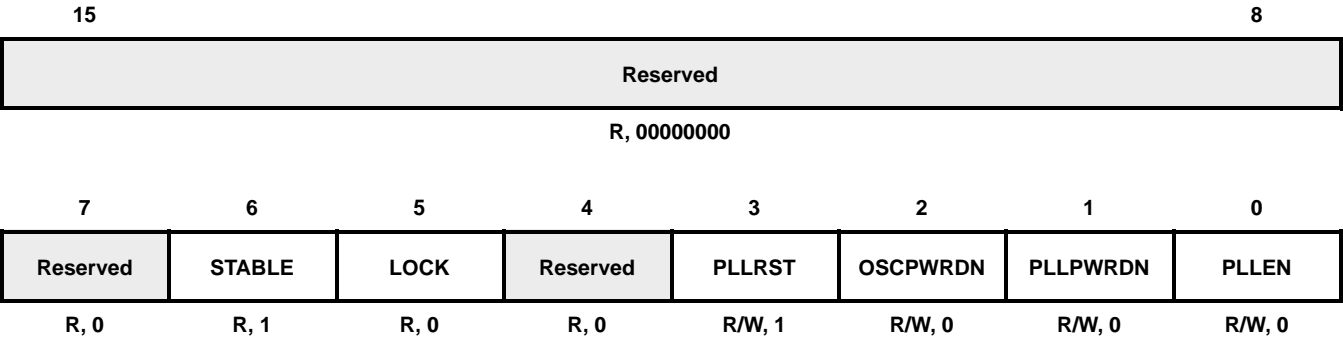 15 8
Reserved
R, 00000000
7 6 5 4 3 2 1 0
Reserved STABLE LOCK Reserved PLLRST OSCPWRDN PLLPWRDN PLLEN
R, 0 R, 1 R, 0 R, 0 R/W, 1 R/W, 0 R/W, 0 R/W, 0